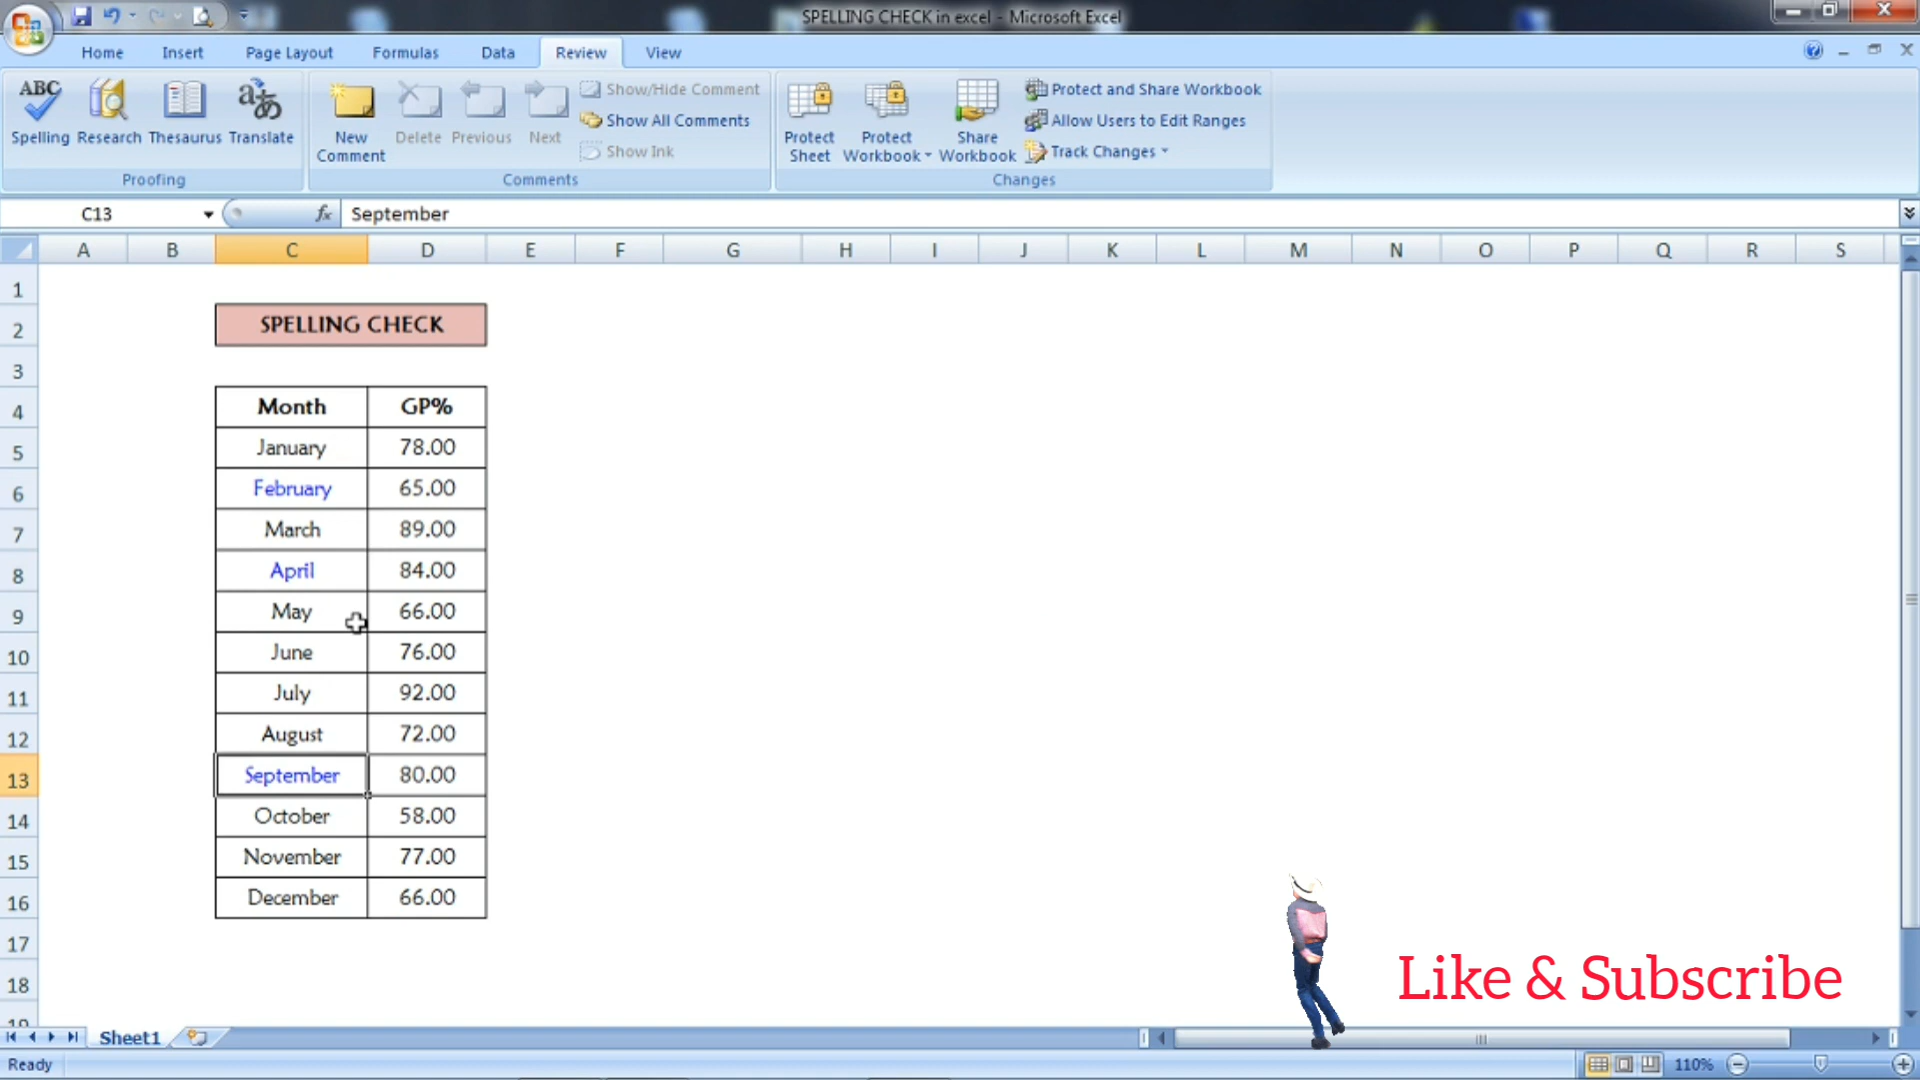 SPELLING CHECK in excel - Microsoft Excel
Home Insert Page Layout Formulas Data Review View
ABC
Spelling Research Thesaurus Translate
Proofing
New Comment Delete Previous Next
Show/Hide Comment
Show All Comments
Show Ink
Comments
Protect Sheet Protect Workbook Share Workbook
Protect and Share Workbook
Allow Users to Edit Ranges
Track Changes
Changes
C13 fx September
A B C D E F G H I J K L M N O P Q R S
1
2 SPELLING CHECK
3
4 Month GP%
5 January 78.00
6 February 65.00
7 March 89.00
8 April 84.00
9 May 66.00
10 June 76.00
11 July 92.00
12 August 72.00
13 September 80.00
14 October 58.00
15 November 77.00
16 December 66.00
17
18
19
Like & Subscribe
Sheet1
Ready 110%